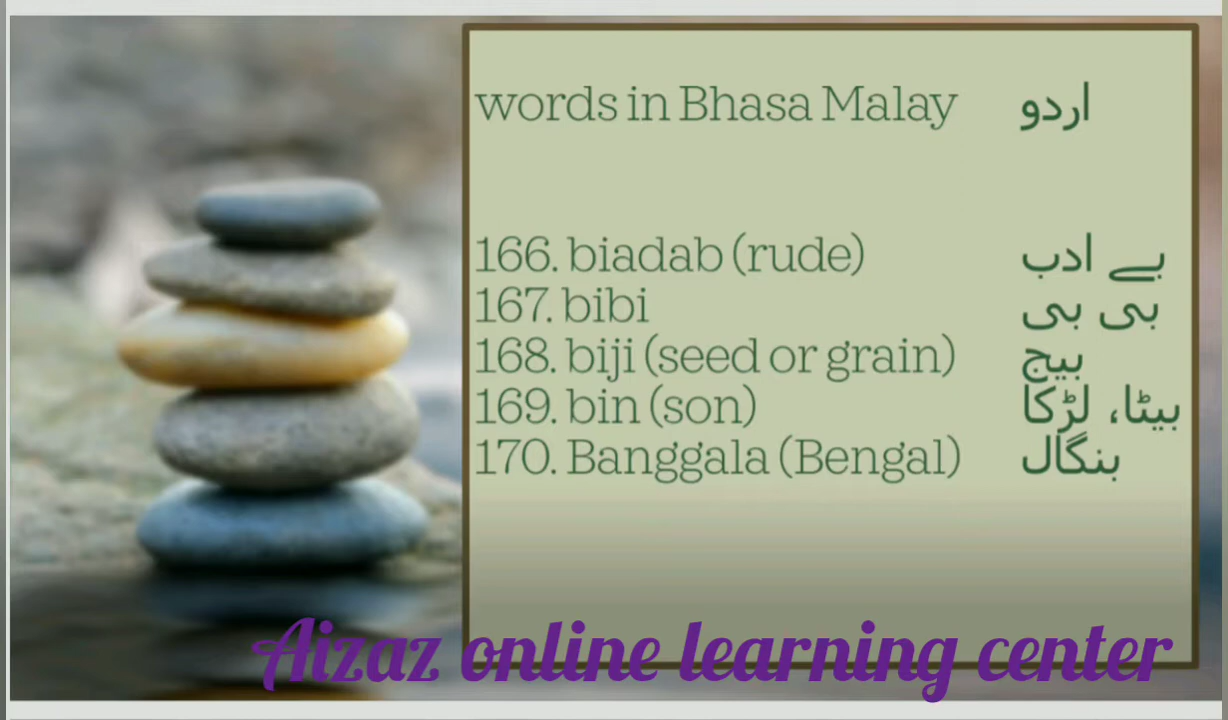 words in Bhasa Malay اردو
166. biadab (rude) بے ادب
167. bibi بی بی
168. biji (seed or grain) بیج
169. bin (son) بیٹا، لڑکا
170. Banggala (Bengal) بنگال
Aizaz online learning center